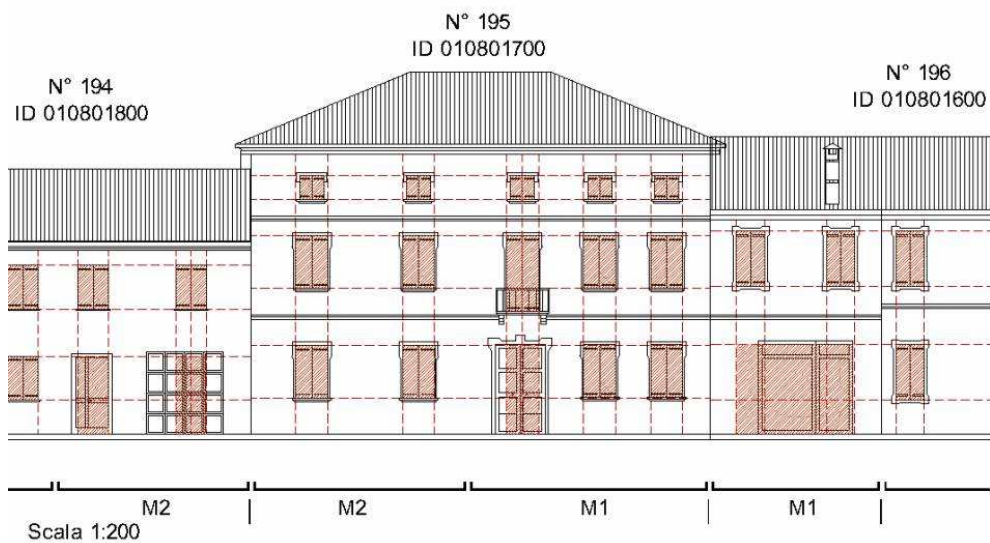 N° 195
ID 010801700
N° 194
ID 010801800
N° 196
ID 010801600
M2
M2
M1
M1
Scala 1:200